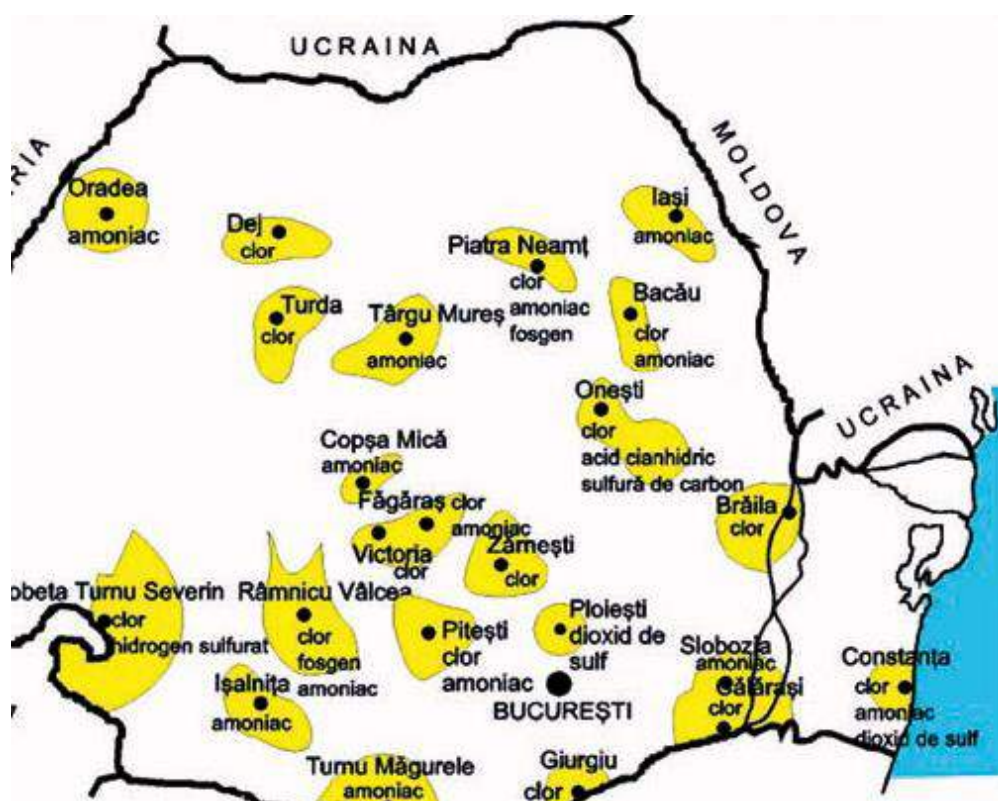 UCRAINA
RIA
MOLDOVA
Oradea
amoniac
Dej
clor
Iași
amoniac
Piatra Neamț
clor
amoniac
fosgen
Turda
clor
Târgu Mureș
amoniac
Bacău
clor
amoniac
Onești
clor
acid cianhidric
sulfură de carbon
UCRAINA
Copșa Mică
amoniac
Făgăraș clor
amoniac
Victoria
clor
Zărnești
clor
Brăila
clor
obeta Turnu Severin
clor
hidrogen sulfurat
Râmnicu Vâlcea
clor
fosgen
amoniac
Pitești
clor
amoniac
Ploiești
dioxid de
sulf
BUCUREȘTI
Slobozia
amoniac
Călărași
clor
Constanța
clor
amoniac
dioxid de sulf
Ișalnița
amoniac
Turnu Măgurele
amoniac
Giurgiu
clor